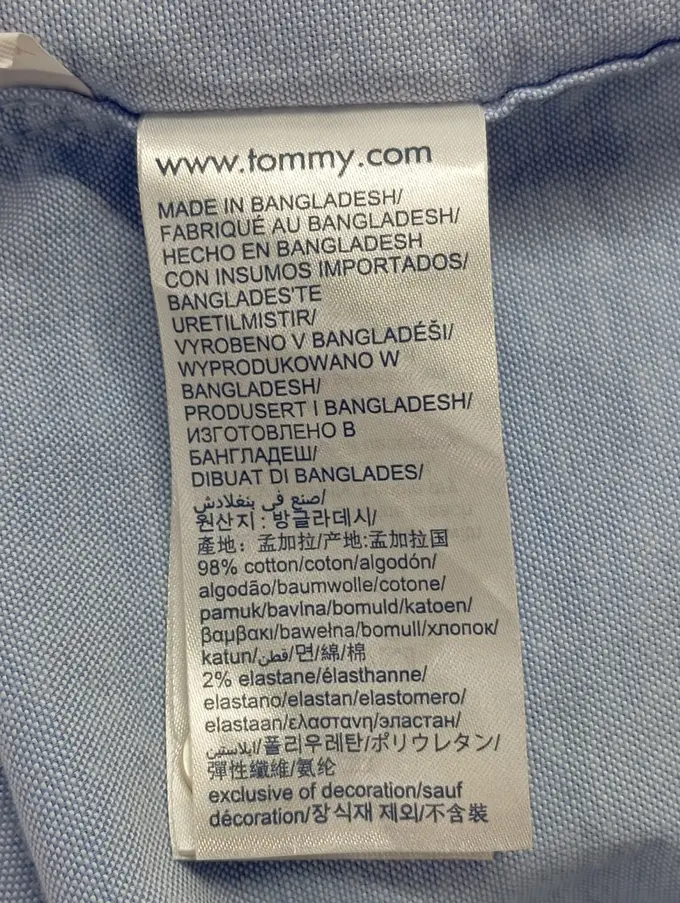 www.tommy.com
MADE IN BANGLADESH/
FABRIQUÉ AU BANGLADESH/
HECHO EN BANGLADESH
CON INSUMOS IMPORTADOS/
BANGLADES'TE
URETILMISTIR/
VYROBENO V BANGLADÉŠI/
WYPRODUKOWANO W
BANGLADESH/
PRODUSERT I BANGLADESH/
ИЗГОТОВЛЕНО В
БАНГЛАДЕШ/
DIBUAT DI BANGLADES/
صنع في بنغلادش/
원산지 : 방글라데시/
產地：孟加拉/产地:孟加拉国
98% cotton/coton/algodón/
algodão/baumwolle/cotone/
pamuk/bavlna/bomuld/katoen/
βαμβακι/bawełna/bomull/хлопок/
katun/قطن/면/綿/棉
2% elastane/élasthanne/
elastano/elastan/elastomero/
elastaan/ελαστανη/эластан/
ايلاستين/폴리우레탄/ポリウレタン/
彈性纖維/氨纶
exclusive of decoration/sauf
décoration/장식재 제외/不含裝